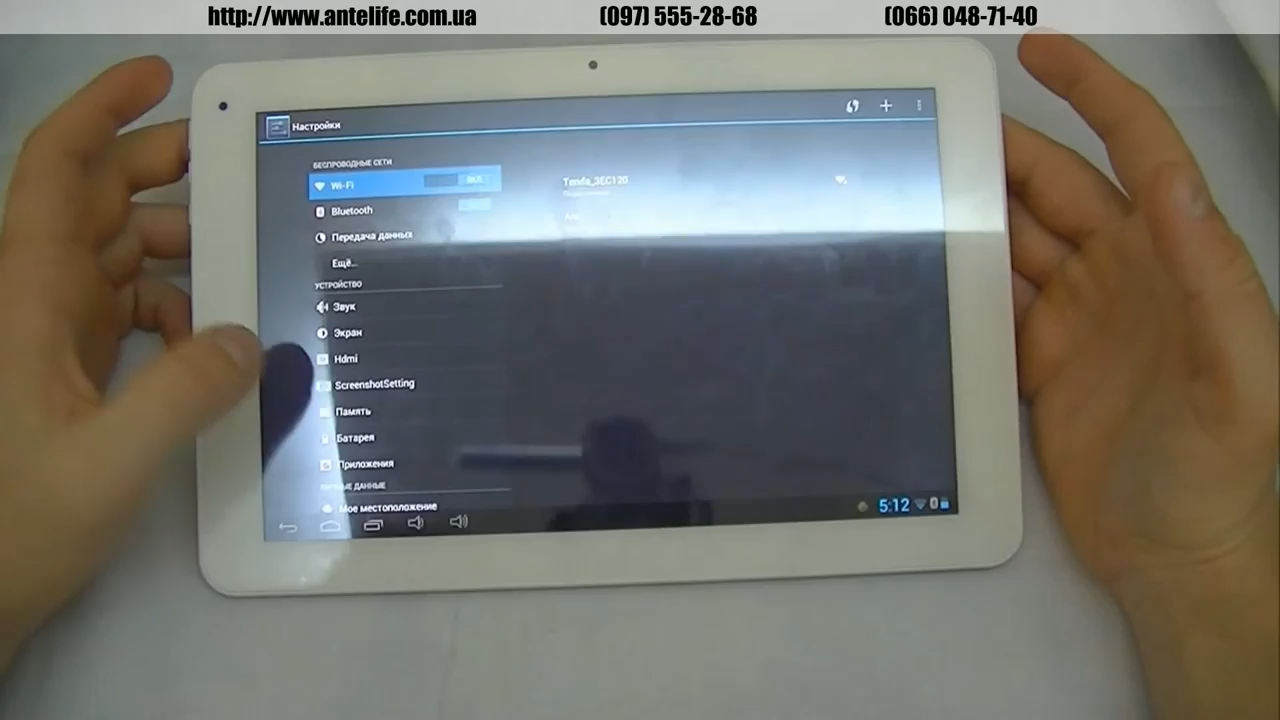 http://www.antelife.com.ua (097) 555-28-68 (066) 048-71-40
Настройки
БЕСПРОВОДНЫЕ СЕТИ
Wi-Fi
Bluetooth
Передача данных
Ещё...
УСТРОЙСТВО
Звук
Экран
Hdmi
ScreenshotSetting
Память
Батарея
Приложения
ДАННЫЕ
Мое местоположение
Tenda_3EC120
5:12